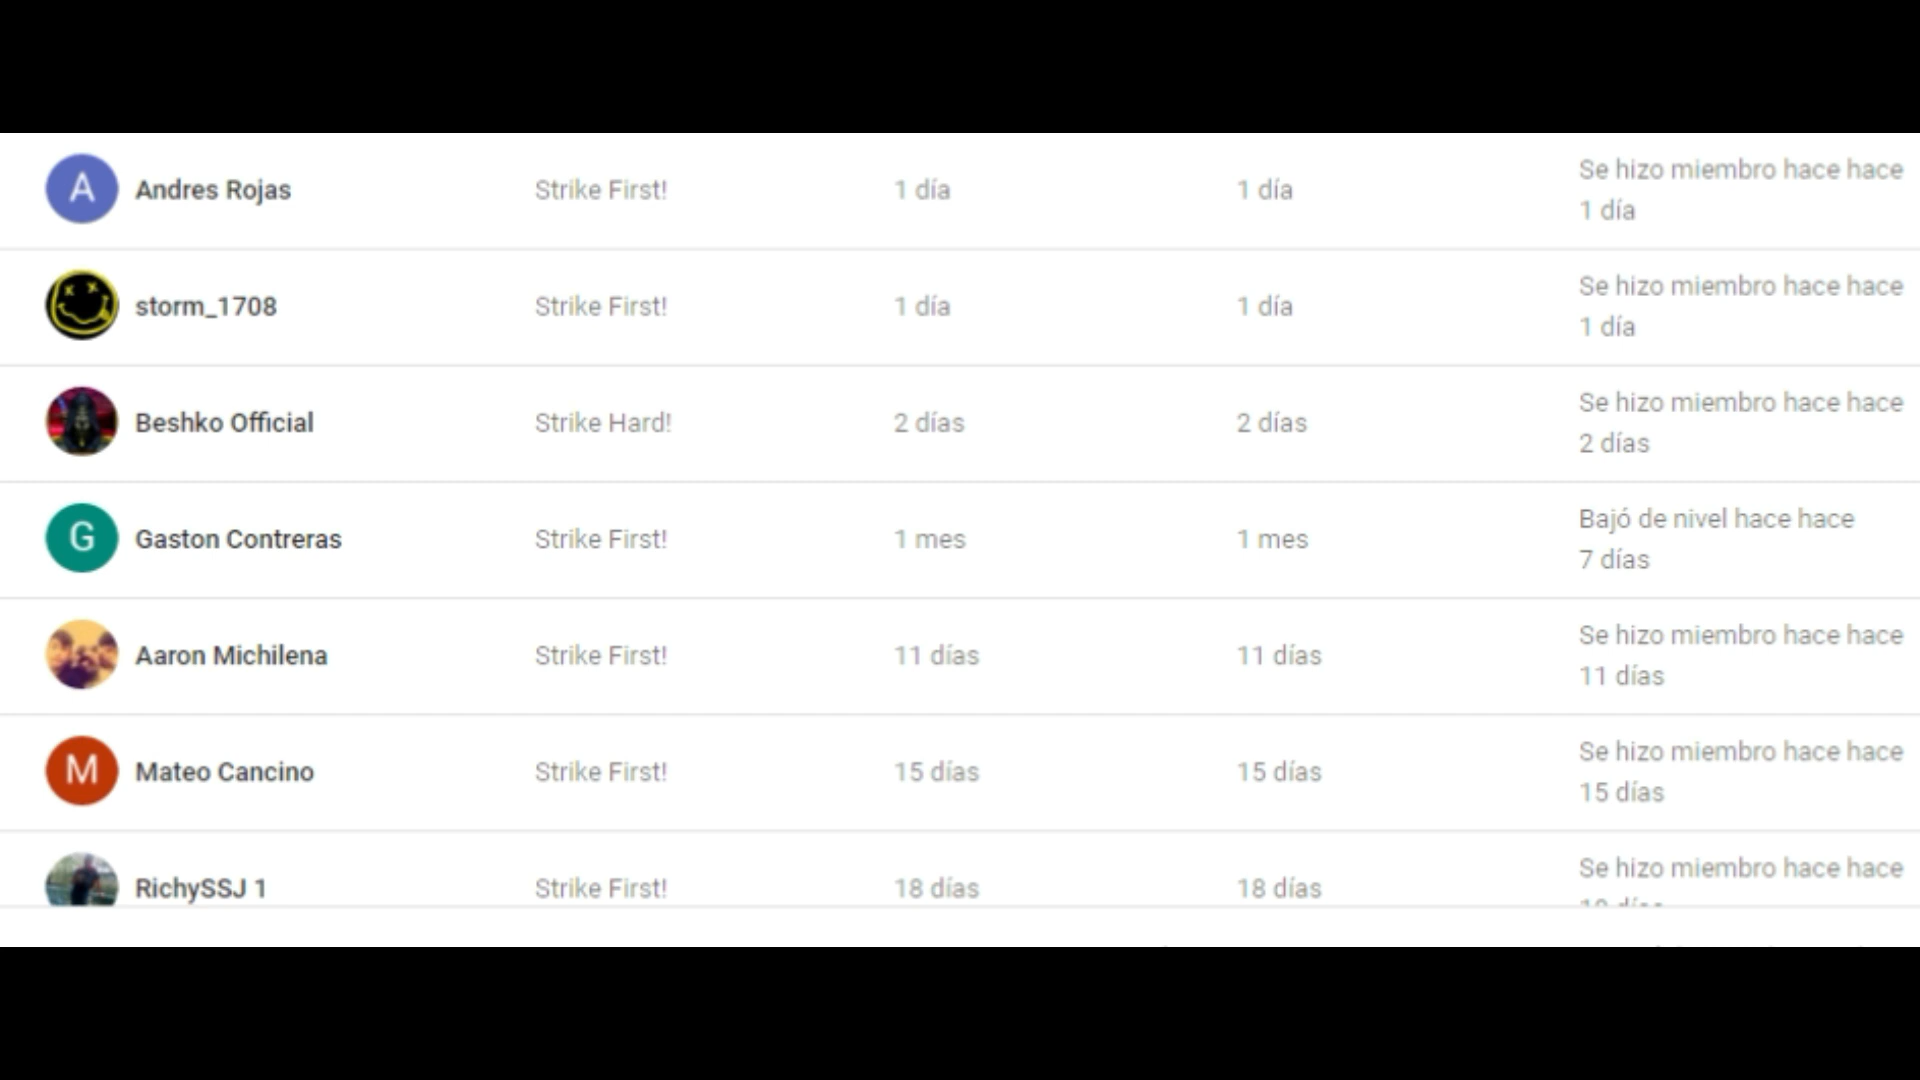 A Andres Rojas Strike First! 1 día 1 día Se hizo miembro hace hace
1 día
storm_1708 Strike First! 1 día 1 día Se hizo miembro hace hace
1 día
Beshko Official Strike Hard! 2 días 2 días Se hizo miembro hace hace
2 días
G Gaston Contreras Strike First! 1 mes 1 mes Bajó de nivel hace hace
7 días
Aaron Michilena Strike First! 11 días 11 días Se hizo miembro hace hace
11 días
M Mateo Cancino Strike First! 15 días 15 días Se hizo miembro hace hace
15 días
RichySSJ 1 Strike First! 18 días 18 días Se hizo miembro hace hace